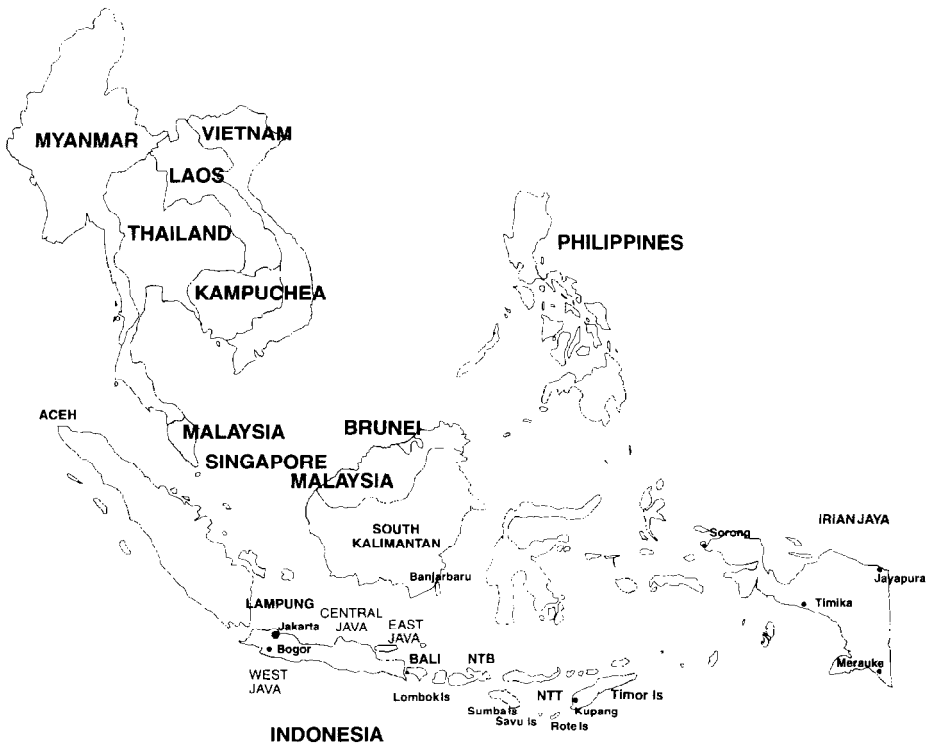 MYANMAR
VIETNAM
LAOS
THAILAND
PHILIPPINES
KAMPUCHEA
ACEH
MALAYSIA
BRUNEI
SINGAPORE
MALAYSIA
SOUTH
KALIMANTAN
IRIAN JAYA
Sorong
Banjarbaru
Jayapura
LAMPUNG
Timika
CENTRAL
JAVA
Jakarta
EAST
JAVA
Bogor
BALI
NTB
Merauke
WEST
JAVA
Lombok Is
NTT
Timor Is
Sumba Is
Savu Is
Kupang
Rote Is
INDONESIA